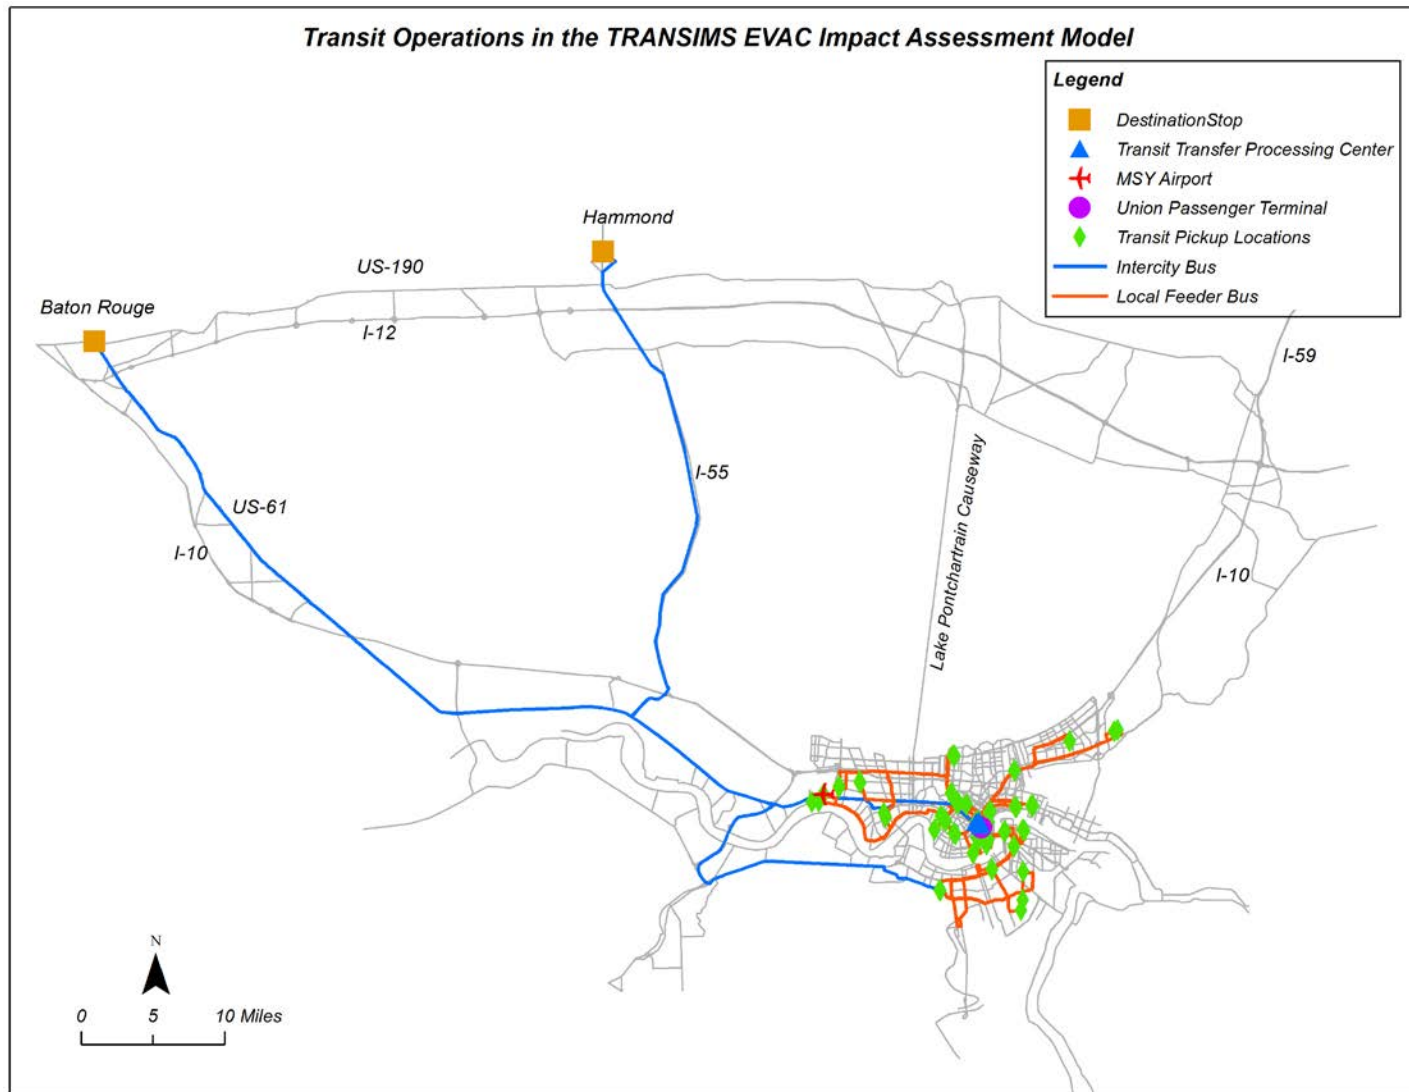 Transit Operations in the TRANSIMS EVAC Impact Assessment Model
Legend
DestinationStop
Transit Transfer Processing Center
MSY Airport
Union Passenger Terminal
Transit Pickup Locations
Intercity Bus
Local Feeder Bus
Hammond
US-190
Baton Rouge
I-12
I-59
I-55
Lake Pontchartrain Causeway
US-61
I-10
I-10
N
0 5 10 Miles